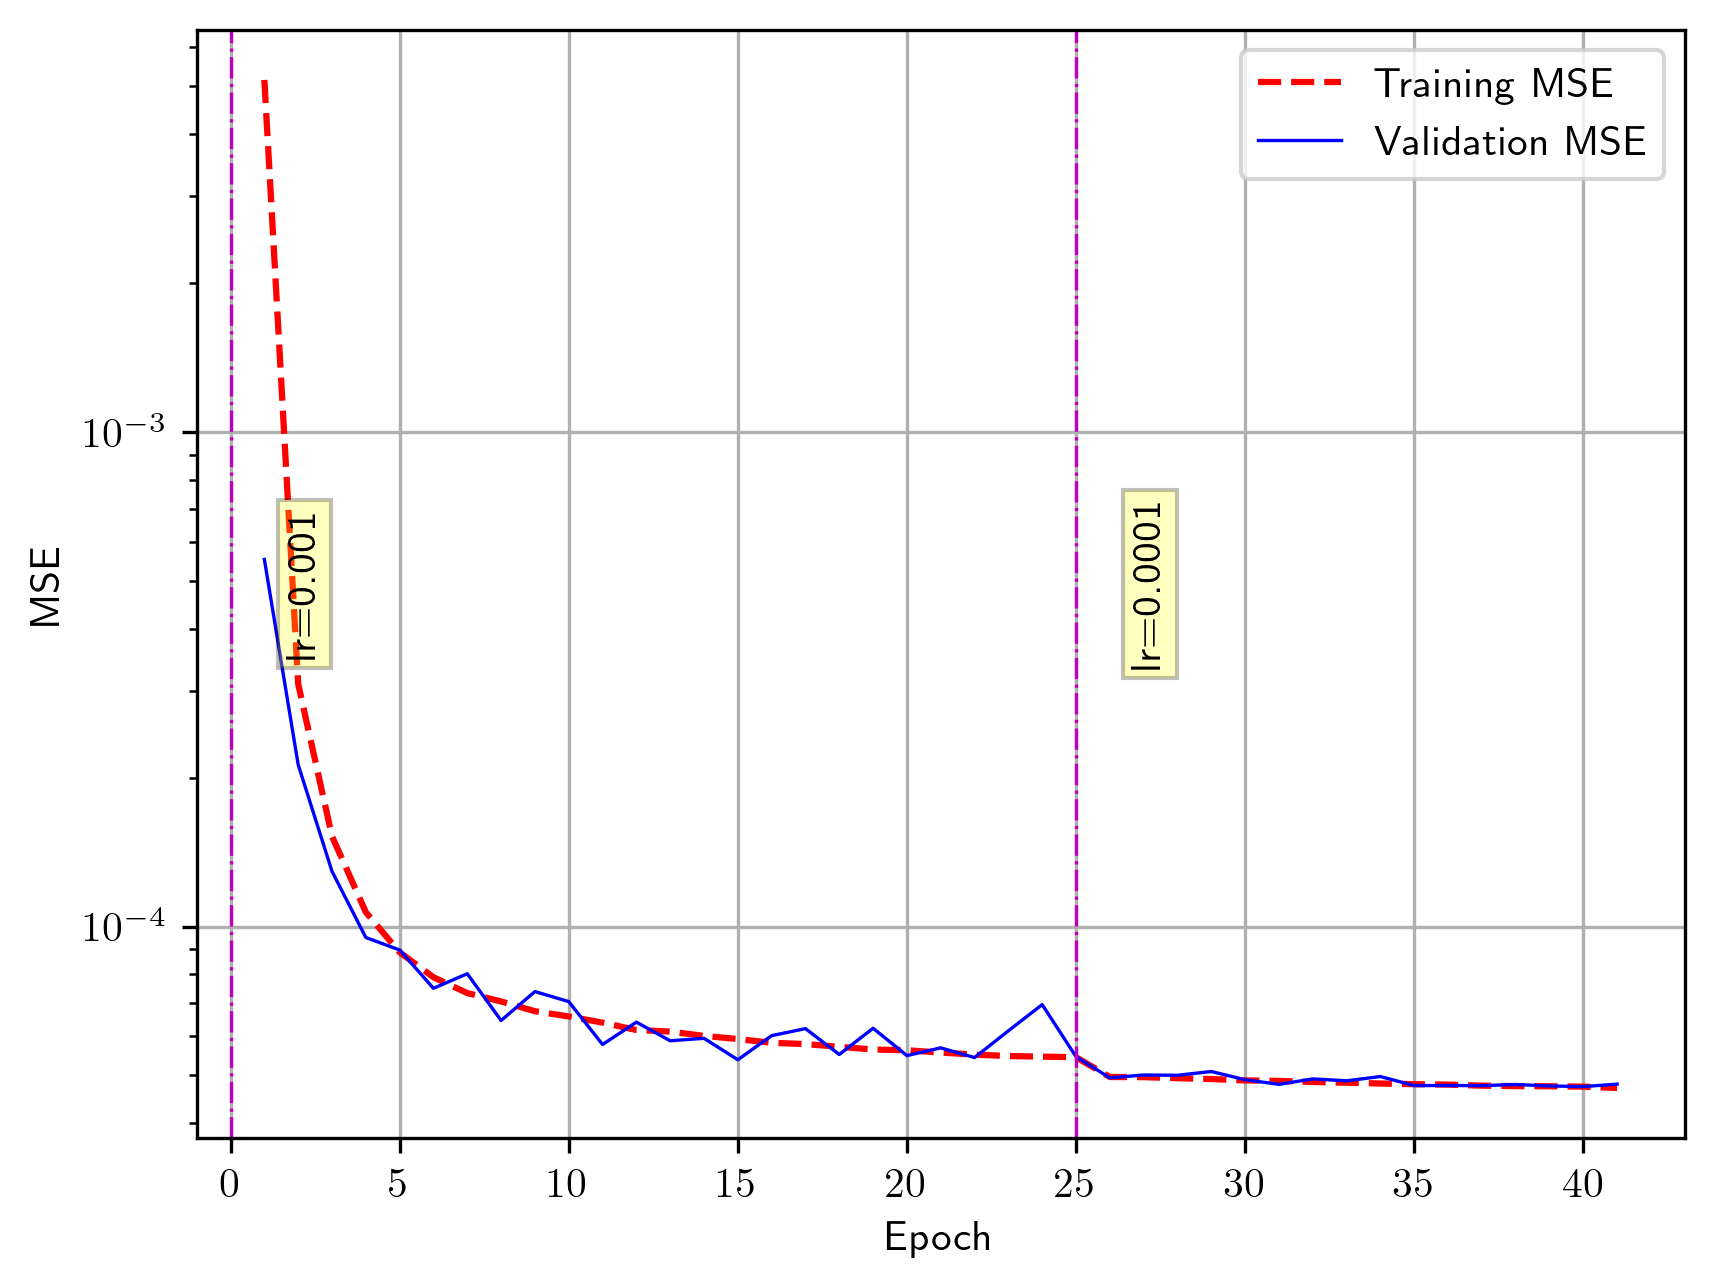 Training MSE
Validation MSE
10⁻³
10⁻⁴
MSE
lr=0.001
lr=0.0001
0 5 10 15 20 25 30 35 40
Epoch